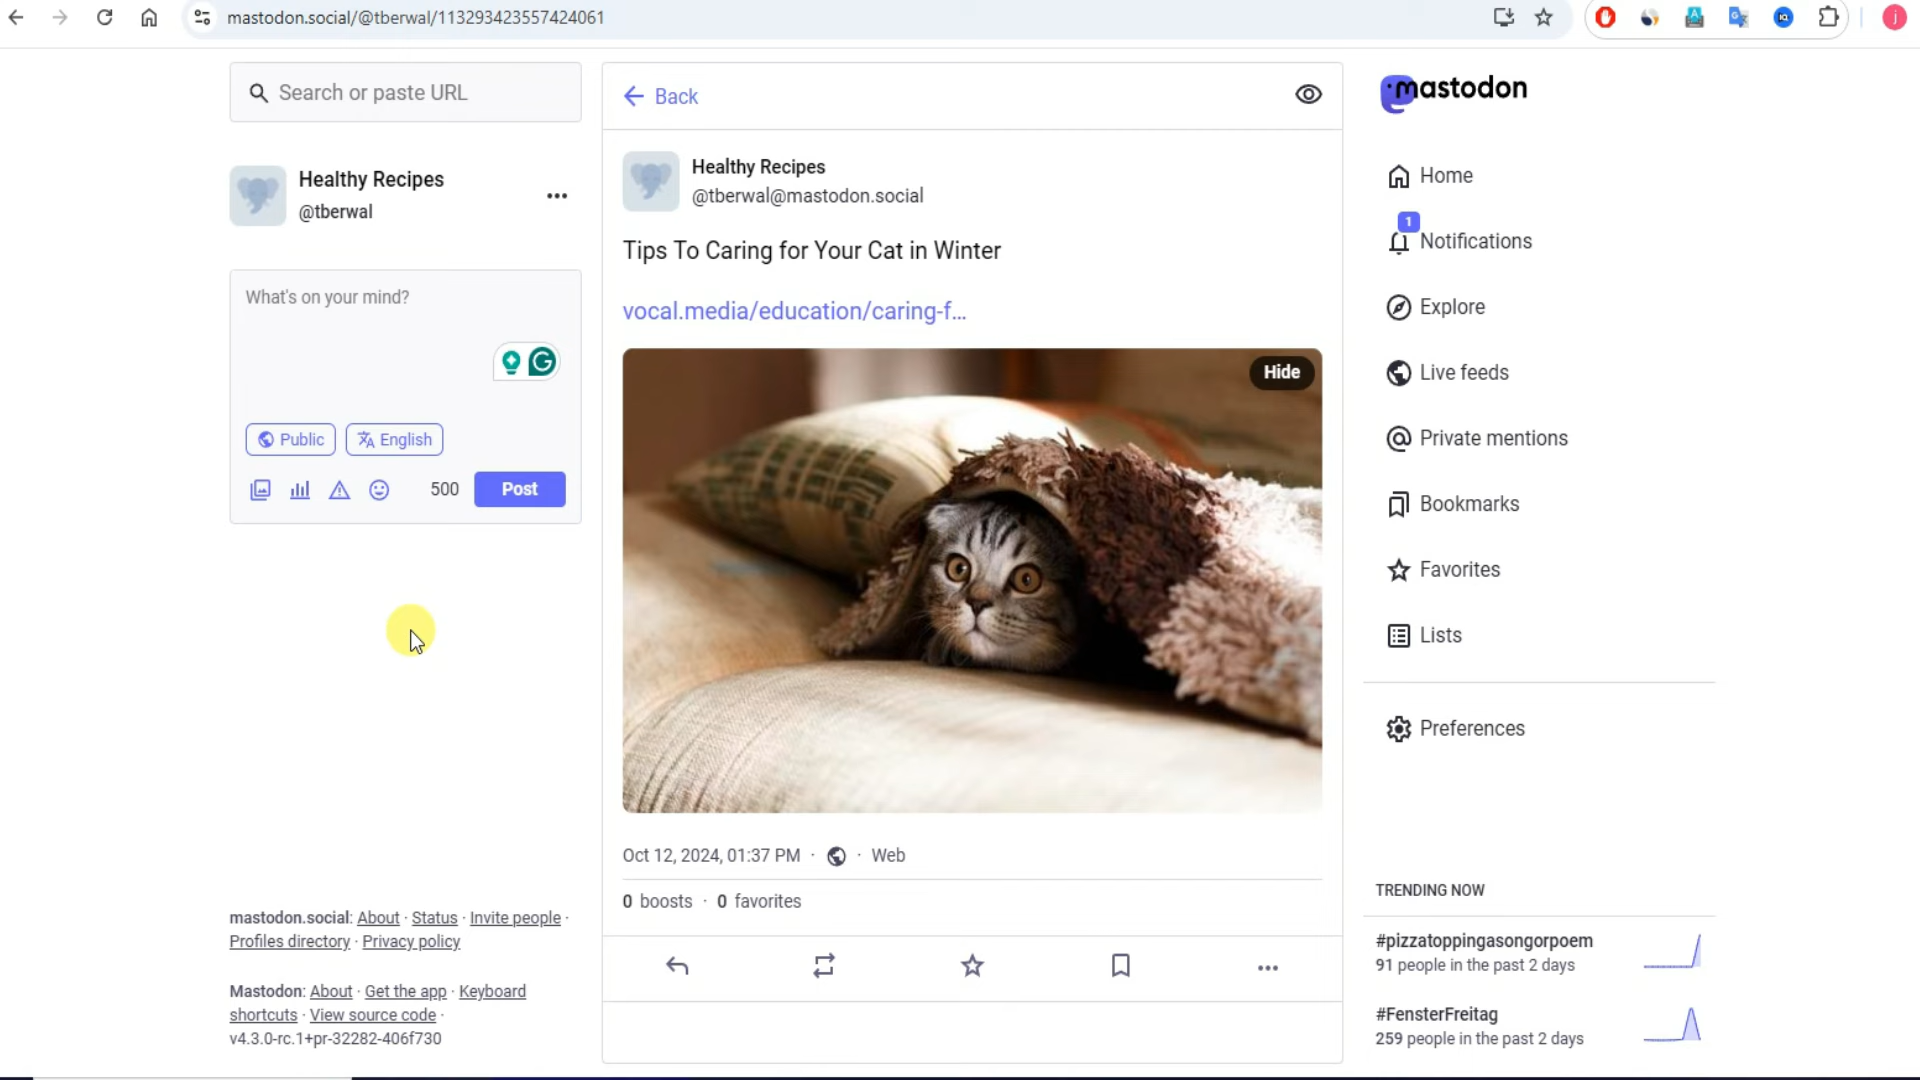 mastodon.social/@tberwal/113293423557424061
Search or paste URL
Healthy Recipes
@tberwal
What's on your mind?
Public
English
500
Post
mastodon.social: About · Status · Invite people ·
Profiles directory · Privacy policy
Mastodon: About · Get the app · Keyboard
shortcuts · View source code ·
v4.3.0-rc.1+pr-32282-406f730
Back
Healthy Recipes
@tberwal@mastodon.social
Tips To Caring for Your Cat in Winter
vocal.media/education/caring-f…
Hide
Oct 12, 2024, 01:37 PM · · Web
0 boosts · 0 favorites
mastodon
Home
1
Notifications
Explore
Live feeds
Private mentions
Bookmarks
Favorites
Lists
Preferences
TRENDING NOW
#pizzatoppingasongorpoem
91 people in the past 2 days
#FensterFreitag
259 people in the past 2 days